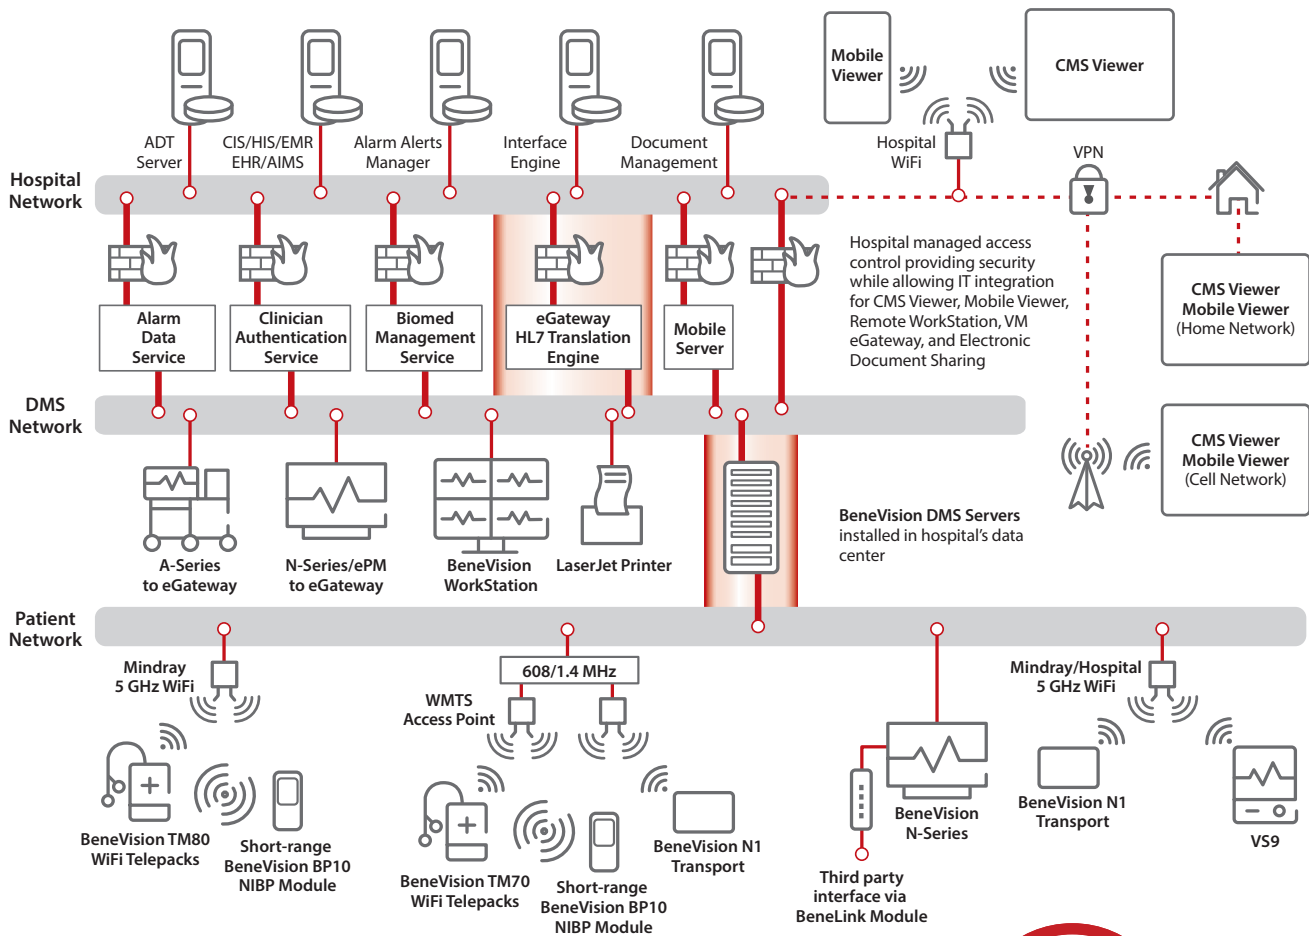 Mobile
Viewer
CMS Viewer
ADT
Server
CIS/HIS/EMR
EHR/AIMS
Alarm Alerts
Manager
Interface
Engine
Document
Management
Hospital
WiFi
VPN
Hospital
Network
Hospital managed access
control providing security
while allowing IT integration
for CMS Viewer, Mobile Viewer,
Remote WorkStation, VM
eGateway, and Electronic
Document Sharing
CMS Viewer
Mobile Viewer
(Home Network)
Alarm
Data
Service
Clinician
Authentication
Service
Biomed
Management
Service
eGateway
HL7 Translation
Engine
Mobile
Server
DMS
Network
CMS Viewer
Mobile Viewer
(Cell Network)
BeneVision DMS Servers
installed in hospital's data
center
A-Series
to eGateway
N-Series/ePM
to eGateway
BeneVision
WorkStation
LaserJet Printer
Patient
Network
Mindray
5 GHz WiFi
608/1.4 MHz
WMTS
Access Point
Mindray/Hospital
5 GHz WiFi
BeneVision TM80
WiFi Telepacks
Short-range
BeneVision BP10
NIBP Module
BeneVision TM70
WiFi Telepacks
Short-range
BeneVision BP10
NIBP Module
BeneVision N1
Transport
BeneVision
N-Series
Third party
interface via
BeneLink Module
BeneVision N1
Transport
VS9